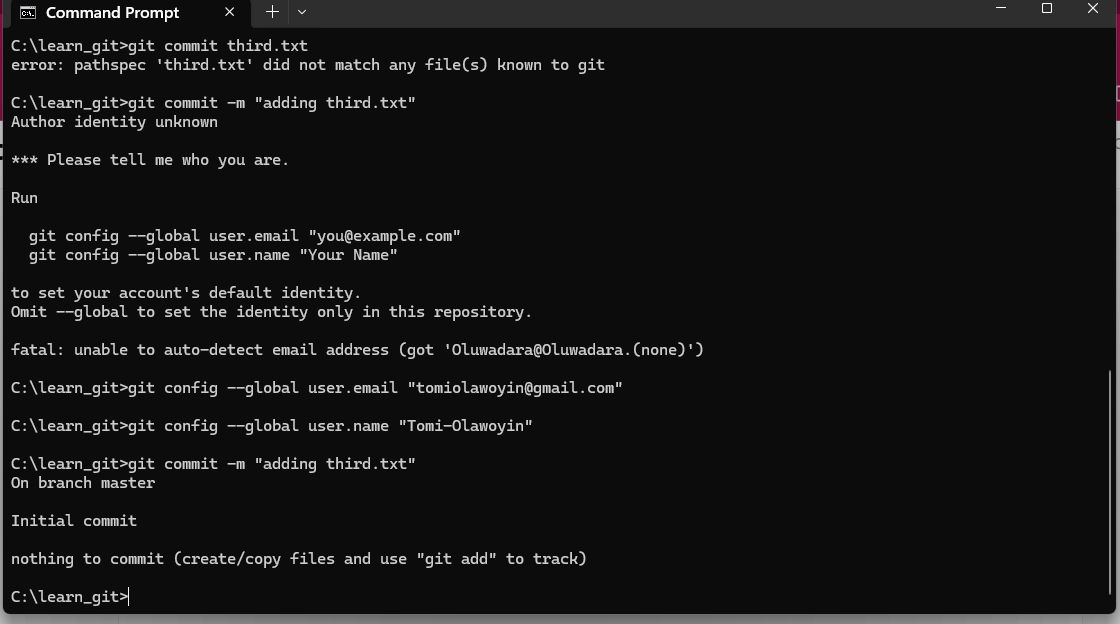 Command Prompt
C:\learn_git>git commit third.txt
error: pathspec 'third.txt' did not match any file(s) known to git
C:\learn_git>git commit -m "adding third.txt"
Author identity unknown
*** Please tell me who you are.
Run
git config --global user.email "you@example.com"
git config --global user.name "Your Name"
to set your account's default identity.
Omit --global to set the identity only in this repository.
fatal: unable to auto-detect email address (got 'Oluwadara@Oluwadara.(none)')
C:\learn_git>git config --global user.email "tomiolawoyin@gmail.com"
C:\learn_git>git config --global user.name "Tomi-Olawoyin"
C:\learn_git>git commit -m "adding third.txt"
On branch master
Initial commit
nothing to commit (create/copy files and use "git add" to track)
C:\learn_git>